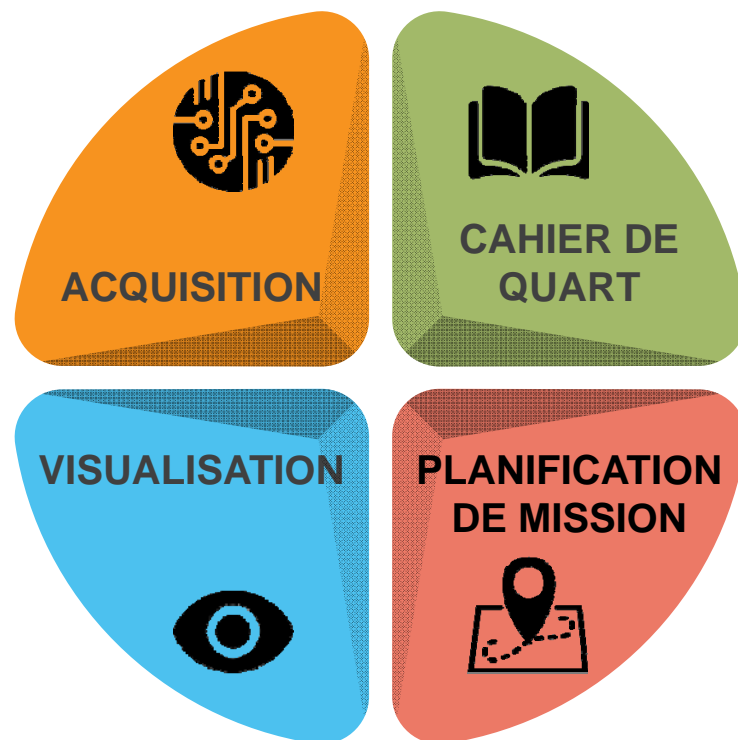 ACQUISITION
CAHIER DE
QUART
VISUALISATION
PLANIFICATION
DE MISSION